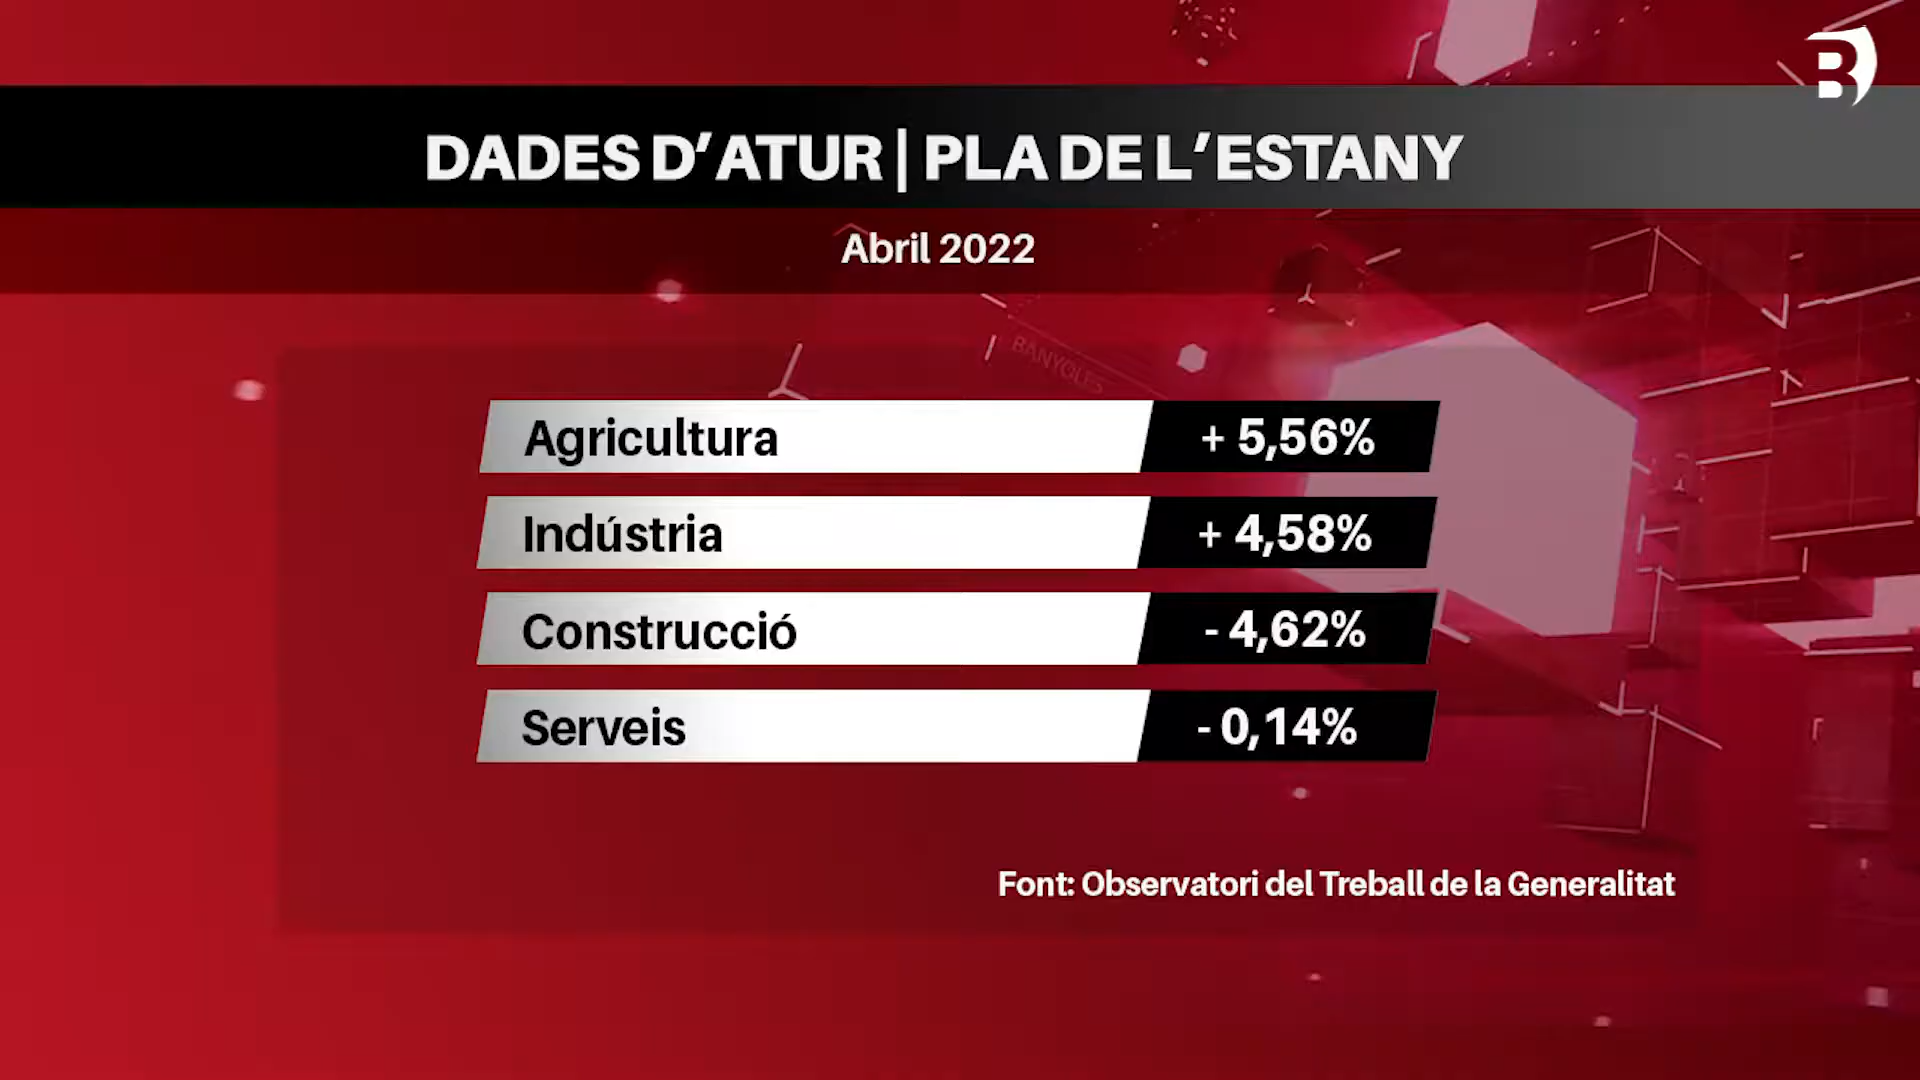 B
DADES D'ATUR | PLA DE L'ESTANY
Abril 2022
BANYOLES
Agricultura + 5,56%
Indústria + 4,58%
Construcció - 4,62%
Serveis - 0,14%
Font: Observatori del Treball de la Generalitat